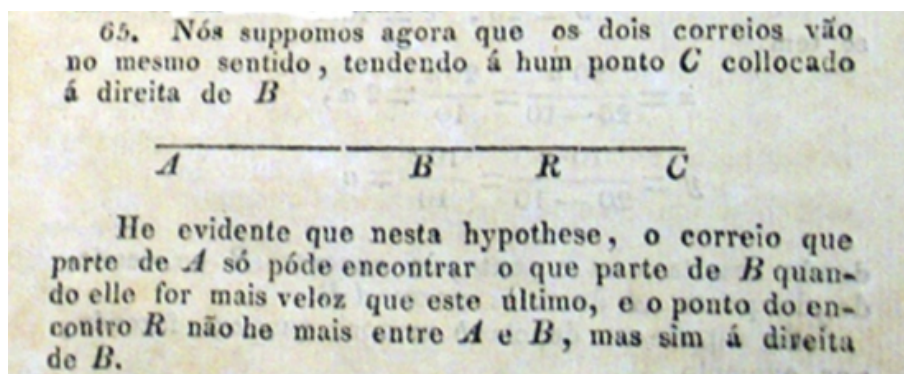 65. Nós suppomos agora que os dois correios vão
no mesmo sentido, tendendo á hum ponto C collocado
á direita de B
A B R C
He evidente que nesta hypothese, o correio que
parte de A só póde encontrar o que parte de B quan-
do elle for mais veloz que este último, e o ponto do en-
contro R não he mais entre A e B, mas sim á direita
de B.